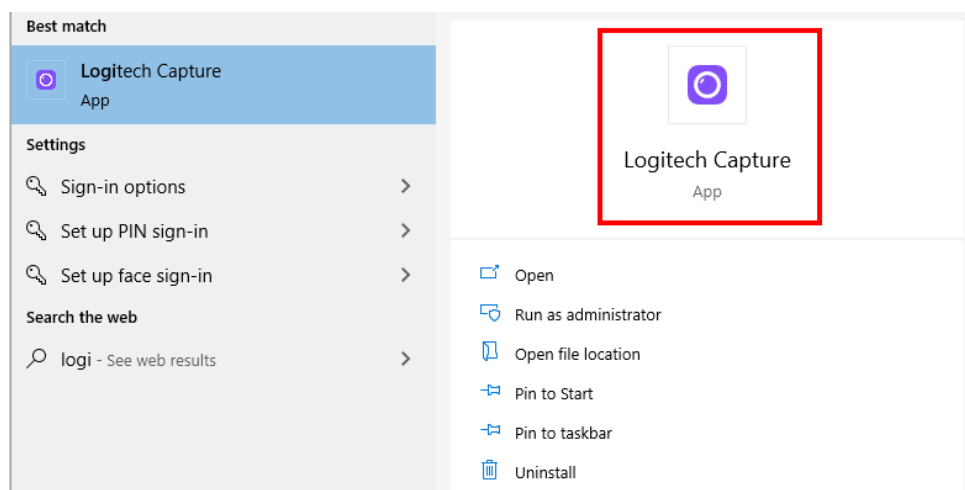 Best match
Logitech Capture
App
Settings
Sign-in options
Set up PIN sign-in
Set up face sign-in
Search the web
logi - See web results
Logitech Capture
App
Open
Run as administrator
Open file location
Pin to Start
Pin to taskbar
Uninstall